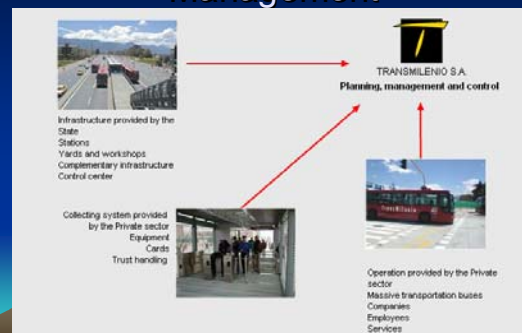 Management
TRANSMILENIO S.A.
Planning, management and control
Infrastructure provided by the
State
Stations
Yards and workshops
Complementary infrastructure
Control center
Collecting system provided
by the Private sector
Equipment
Cards
Trust handling
TransMilenio
Operation provided by the Private
sector
Massive transportation buses
Companies
Employees
Services